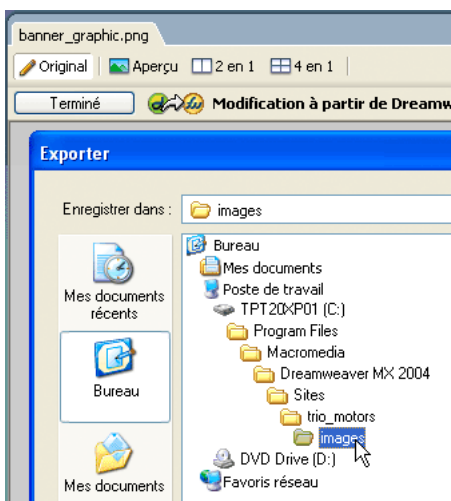 banner_graphic.png
Original Aperçu 2 en 1 4 en 1
Terminé Modification à partir de Dreamw
Exporter
Enregistrer dans : images
Bureau
Mes documents
Poste de travail
TPT20XP01 (C:)
Program Files
Macromedia
Dreamweaver MX 2004
Sites
trio_motors
images
DVD Drive (D:)
Favoris réseau
Mes documents
récents
Bureau
Mes documents